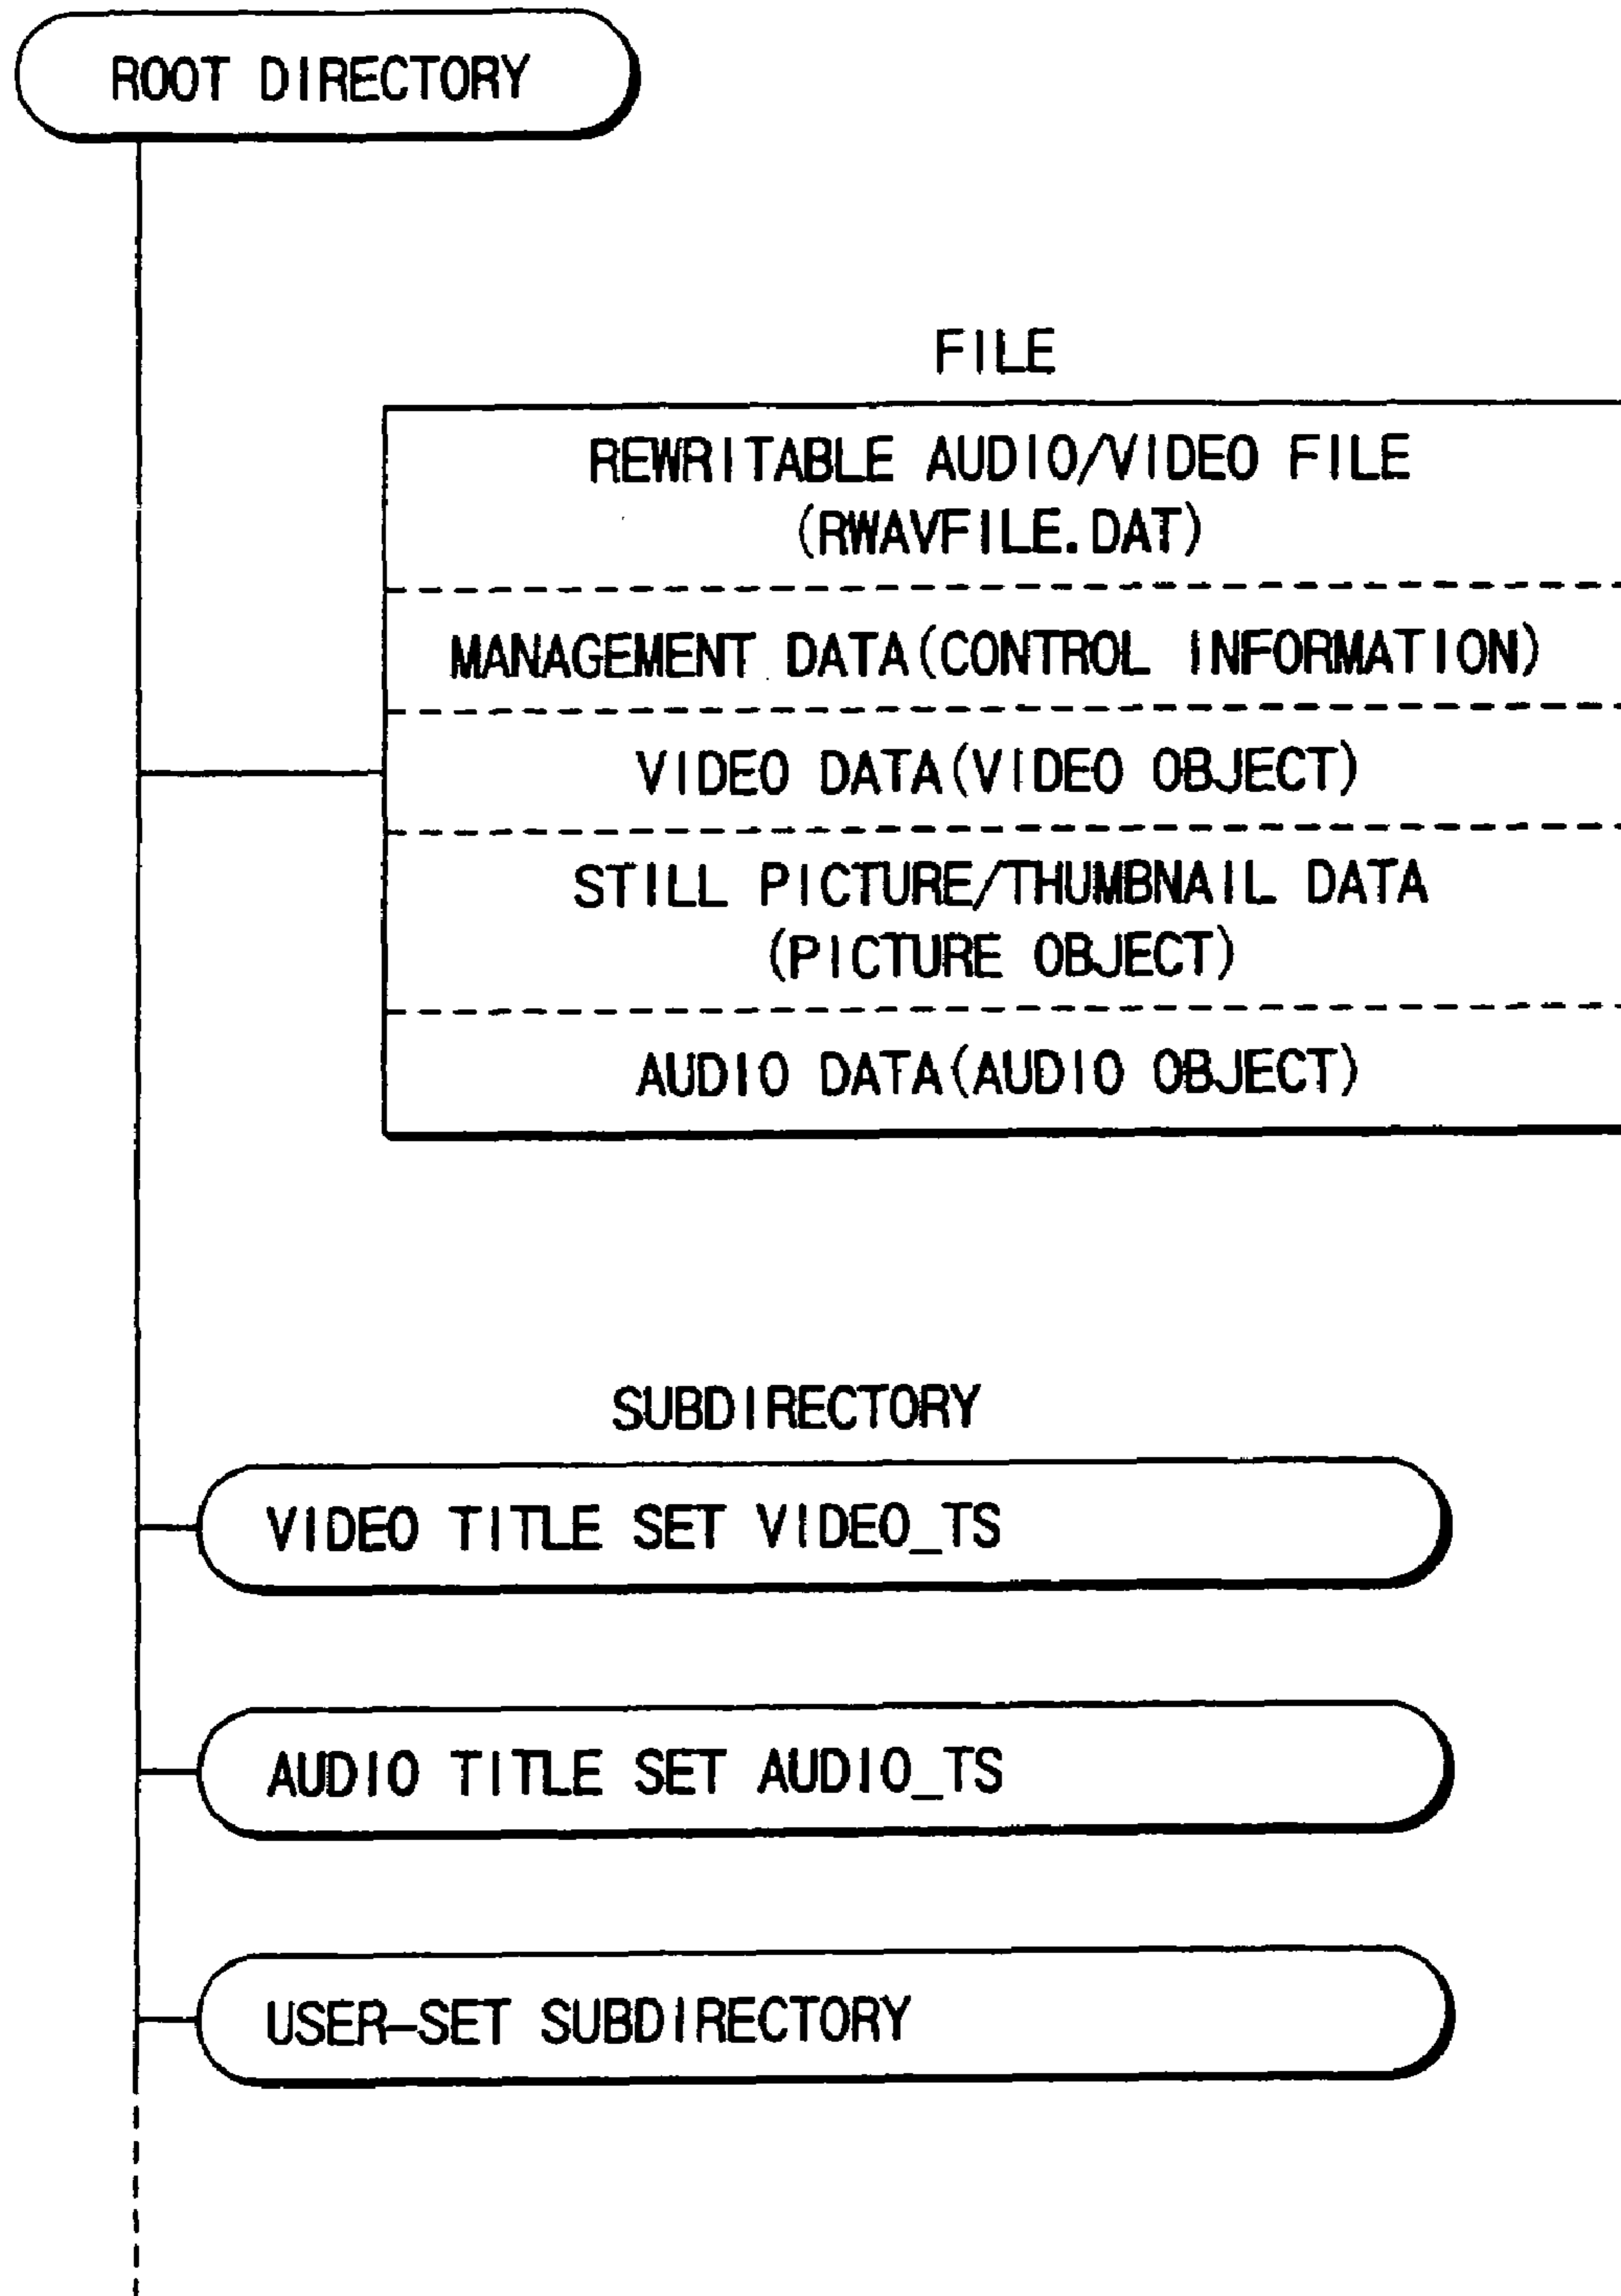 ROOT DIRECTORY
FILE
REWRITABLE AUDIO/VIDEO FILE
(RWAVFILE.DAT)
MANAGEMENT DATA(CONTROL INFORMATION)
VIDEO DATA(VIDEO OBJECT)
STILL PICTURE/THUMBNAIL DATA
(PICTURE OBJECT)
AUDIO DATA(AUDIO OBJECT)
SUBDIRECTORY
VIDEO TITLE SET VIDEO_TS
AUDIO TITLE SET AUDIO_TS
USER-SET SUBDIRECTORY